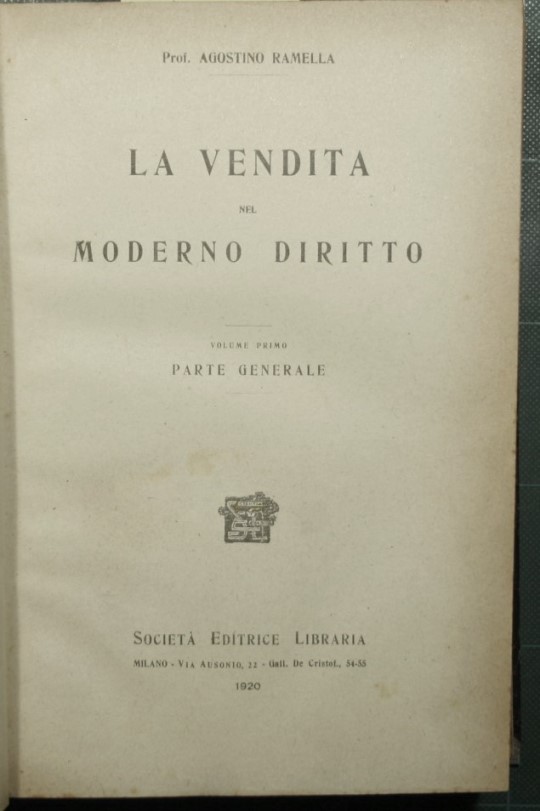 Prof. AGOSTINO RAMELLA
LA VENDITA
NEL
MODERNO DIRITTO
VOLUME PRIMO
PARTE GENERALE
SOCIETÀ EDITRICE LIBRARIA
MILANO - VIA AUSONIO, 22 - Gall. De Cristof., 54-55
1920